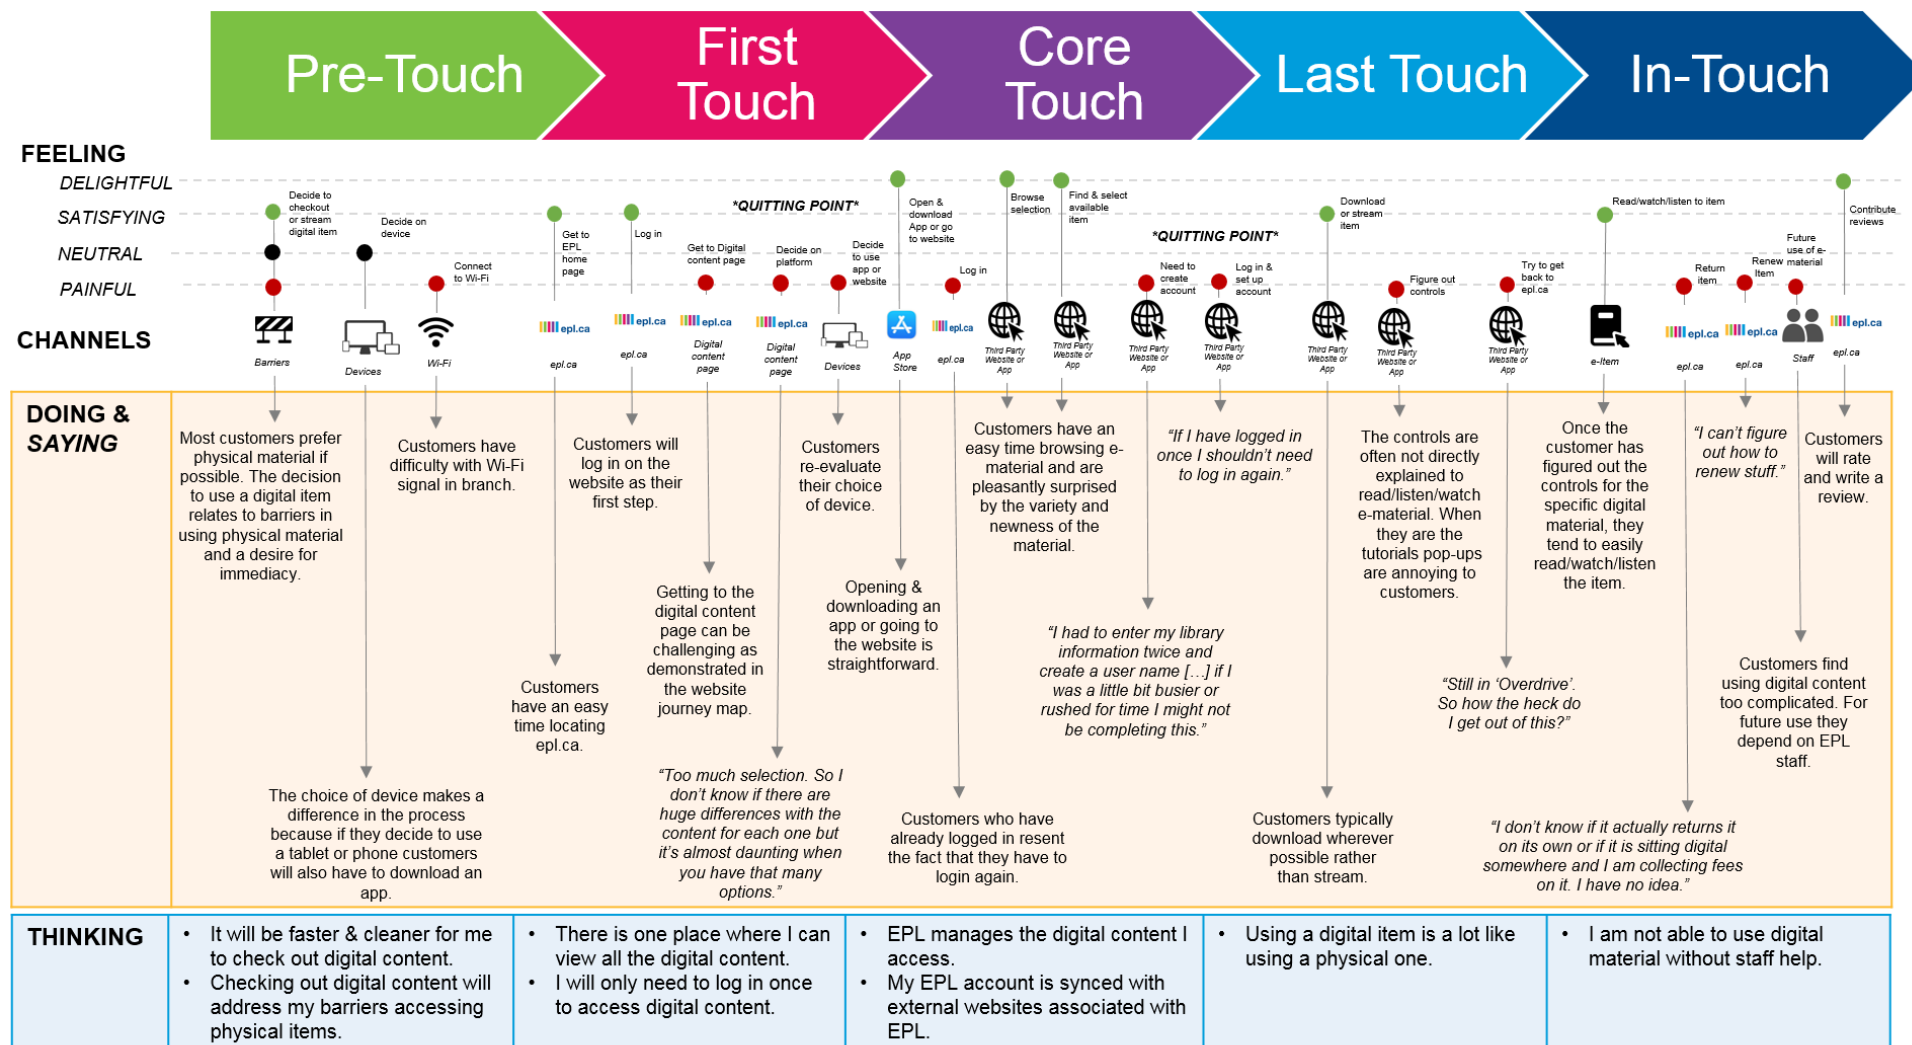 Pre-Touch
First
Touch
Core
Touch
Last Touch
In-Touch
FEELING
DELIGHTFUL
SATISFYING
NEUTRAL
PAINFUL
Decide to
checkout
or stream
digital item
Decide on
device
Connect
to Wi-Fi
Get to
EPL
home
page
Log in
*QUITTING POINT*
Get to Digital
content page
Decide on
platform
Decide
to use
app or
website
Open &
download
App or go
to website
Log in
Browse
selection
Find & select
available
item
*QUITTING POINT*
Need to
create
account
Log in &
set up
account
Download
or stream
item
Figure out
controls
Try to get
back to
epl.ca
Read/watch/listen to item
Return
item
Renew
Item
Future
use of e-
material
Contribute
reviews
CHANNELS
Barriers
Devices
Wi-Fi
epl.ca
epl.ca
epl.ca
epl.ca
epl.ca
Digital
content
page
epl.ca
Digital
content
page
Devices
App
Store
epl.ca
epl.ca
Third Party
Website or
App
Third Party
Website or
App
Third Party
Website or
App
Third Party
Website or
App
Third Party
Website or
App
Third Party
Website or
App
Third Party
Website or
App
e-Item
epl.ca
epl.ca
epl.ca
epl.ca
Staff
epl.ca
epl.ca
DOING &
SAYING
Most customers prefer
physical material if
possible. The decision
to use a digital item
relates to barriers in
using physical material
and a desire for
immediacy.
The choice of device makes a
difference in the process
because if they decide to use
a tablet or phone customers
will also have to download an
app.
Customers have
difficulty with Wi-Fi
signal in branch.
Customers
have an easy
time locating
epl.ca.
Customers will
log in on the
website as their
first step.
Getting to the
digital content
page can be
challenging as
demonstrated in
the website
journey map.
“Too much selection. So I
don’t know if there are
huge differences with the
content for each one but
it’s almost daunting when
you have that many
options.”
Customers
re-evaluate
their choice
of device.
Opening &
downloading an
app or going to
the website is
straightforward.
Customers who have
already logged in resent
the fact that they have to
login again.
Customers have an
easy time browsing e-
material and are
pleasantly surprised
by the variety and
newness of the
material.
“I had to enter my library
information twice and
create a user name […] if I
was a little bit busier or
rushed for time I might not
be completing this.”
“If I have logged in
once I shouldn’t need
to log in again.”
Customers typically
download wherever
possible rather
than stream.
The controls are
often not directly
explained to
read/listen/watch
e-material. When
they are the
tutorials pop-ups
are annoying to
customers.
“Still in ‘Overdrive’.
So how the heck do
I get out of this?”
Once the
customer has
figured out the
controls for the
specific digital
material, they
tend to easily
read/watch/listen
the item.
“I don’t know if it actually returns it
on its own or if it is sitting digital
somewhere and I am collecting fees
on it. I have no idea.”
“I can’t figure
out how to
renew stuff.”
Customers find
using digital content
too complicated. For
future use they
depend on EPL
staff.
Customers
will rate
and write a
review.
THINKING
• It will be faster & cleaner for me
to check out digital content.
• Checking out digital content will
address my barriers accessing
physical items.
• There is one place where I can
view all the digital content.
• I will only need to log in once
to access digital content.
• EPL manages the digital content I
access.
• My EPL account is synced with
external websites associated with
EPL.
• Using a digital item is a lot like
using a physical one.
• I am not able to use digital
material without staff help.